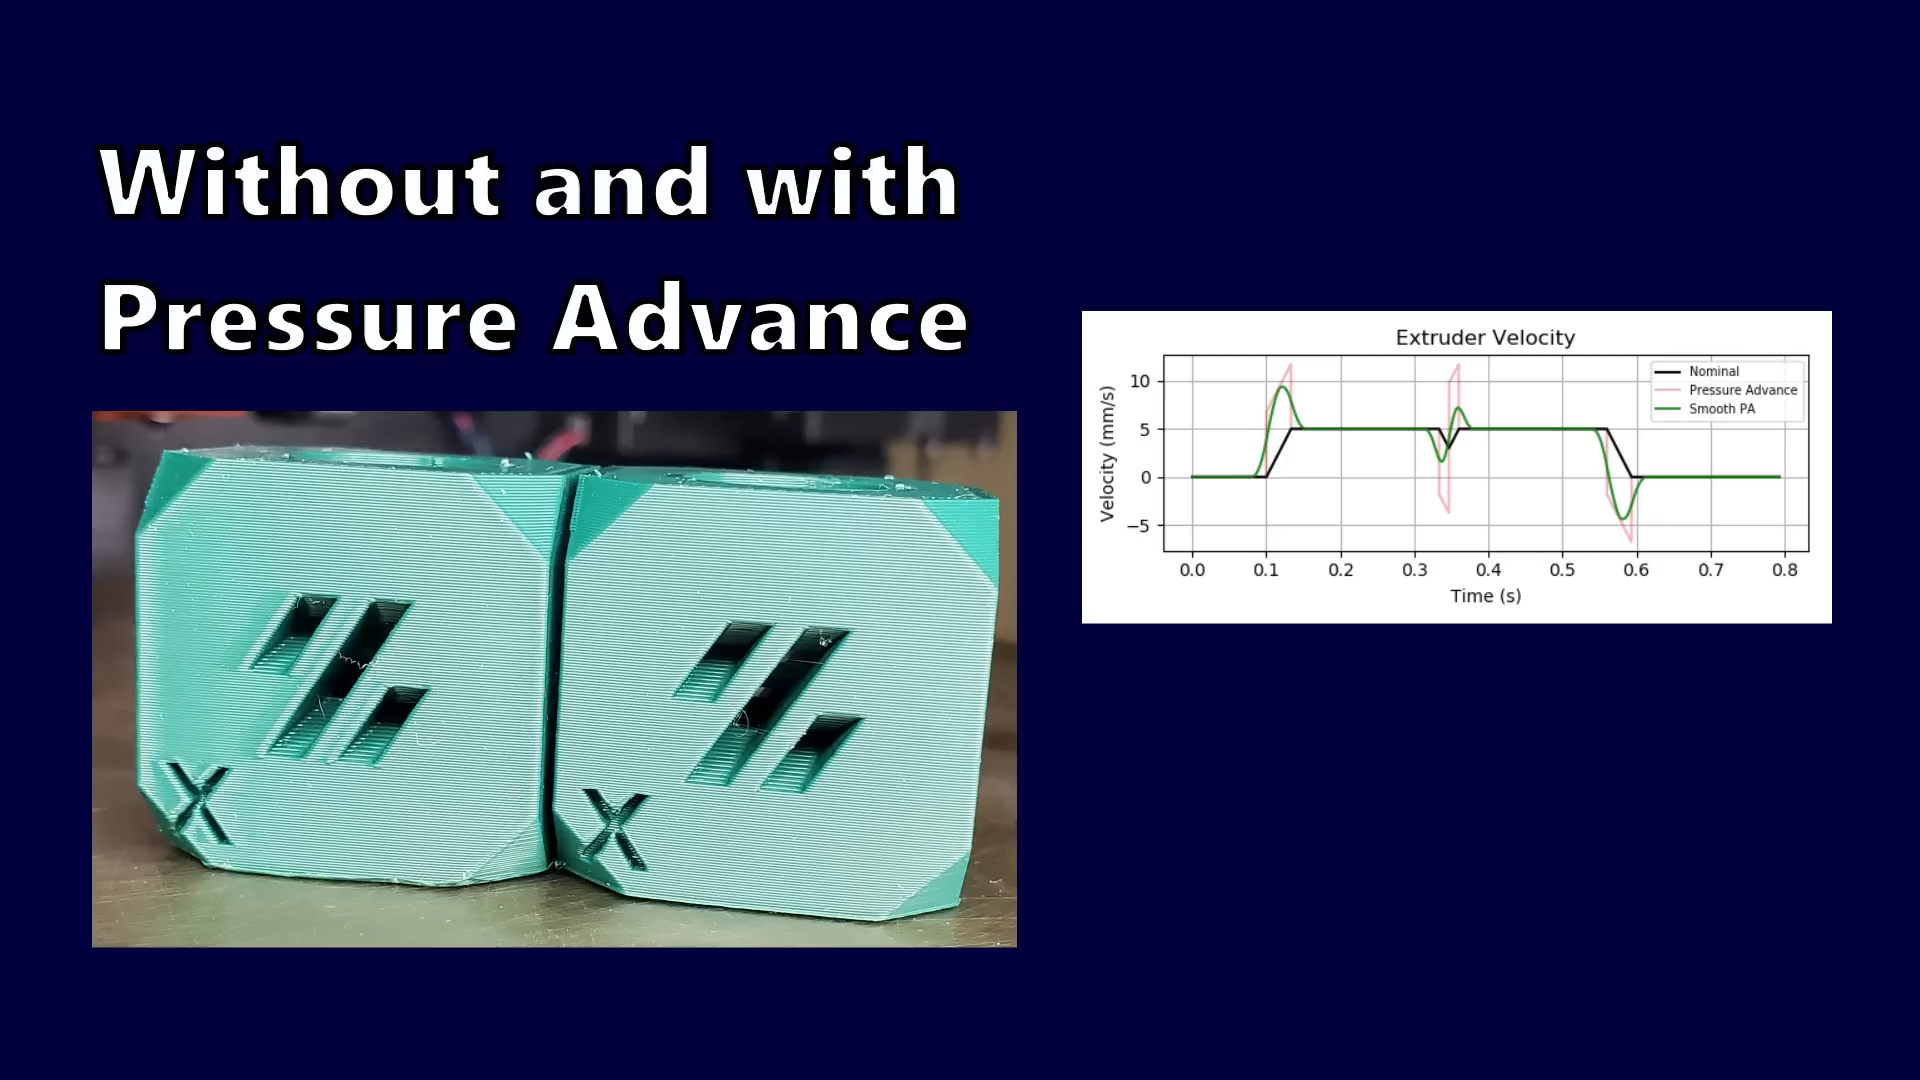 Without and with
Pressure Advance
X
X
Extruder Velocity
Nominal
Pressure Advance
Smooth PA
Velocity (mm/s)
10
5
0
−5
0.0 0.1 0.2 0.3 0.4 0.5 0.6 0.7 0.8
Time (s)